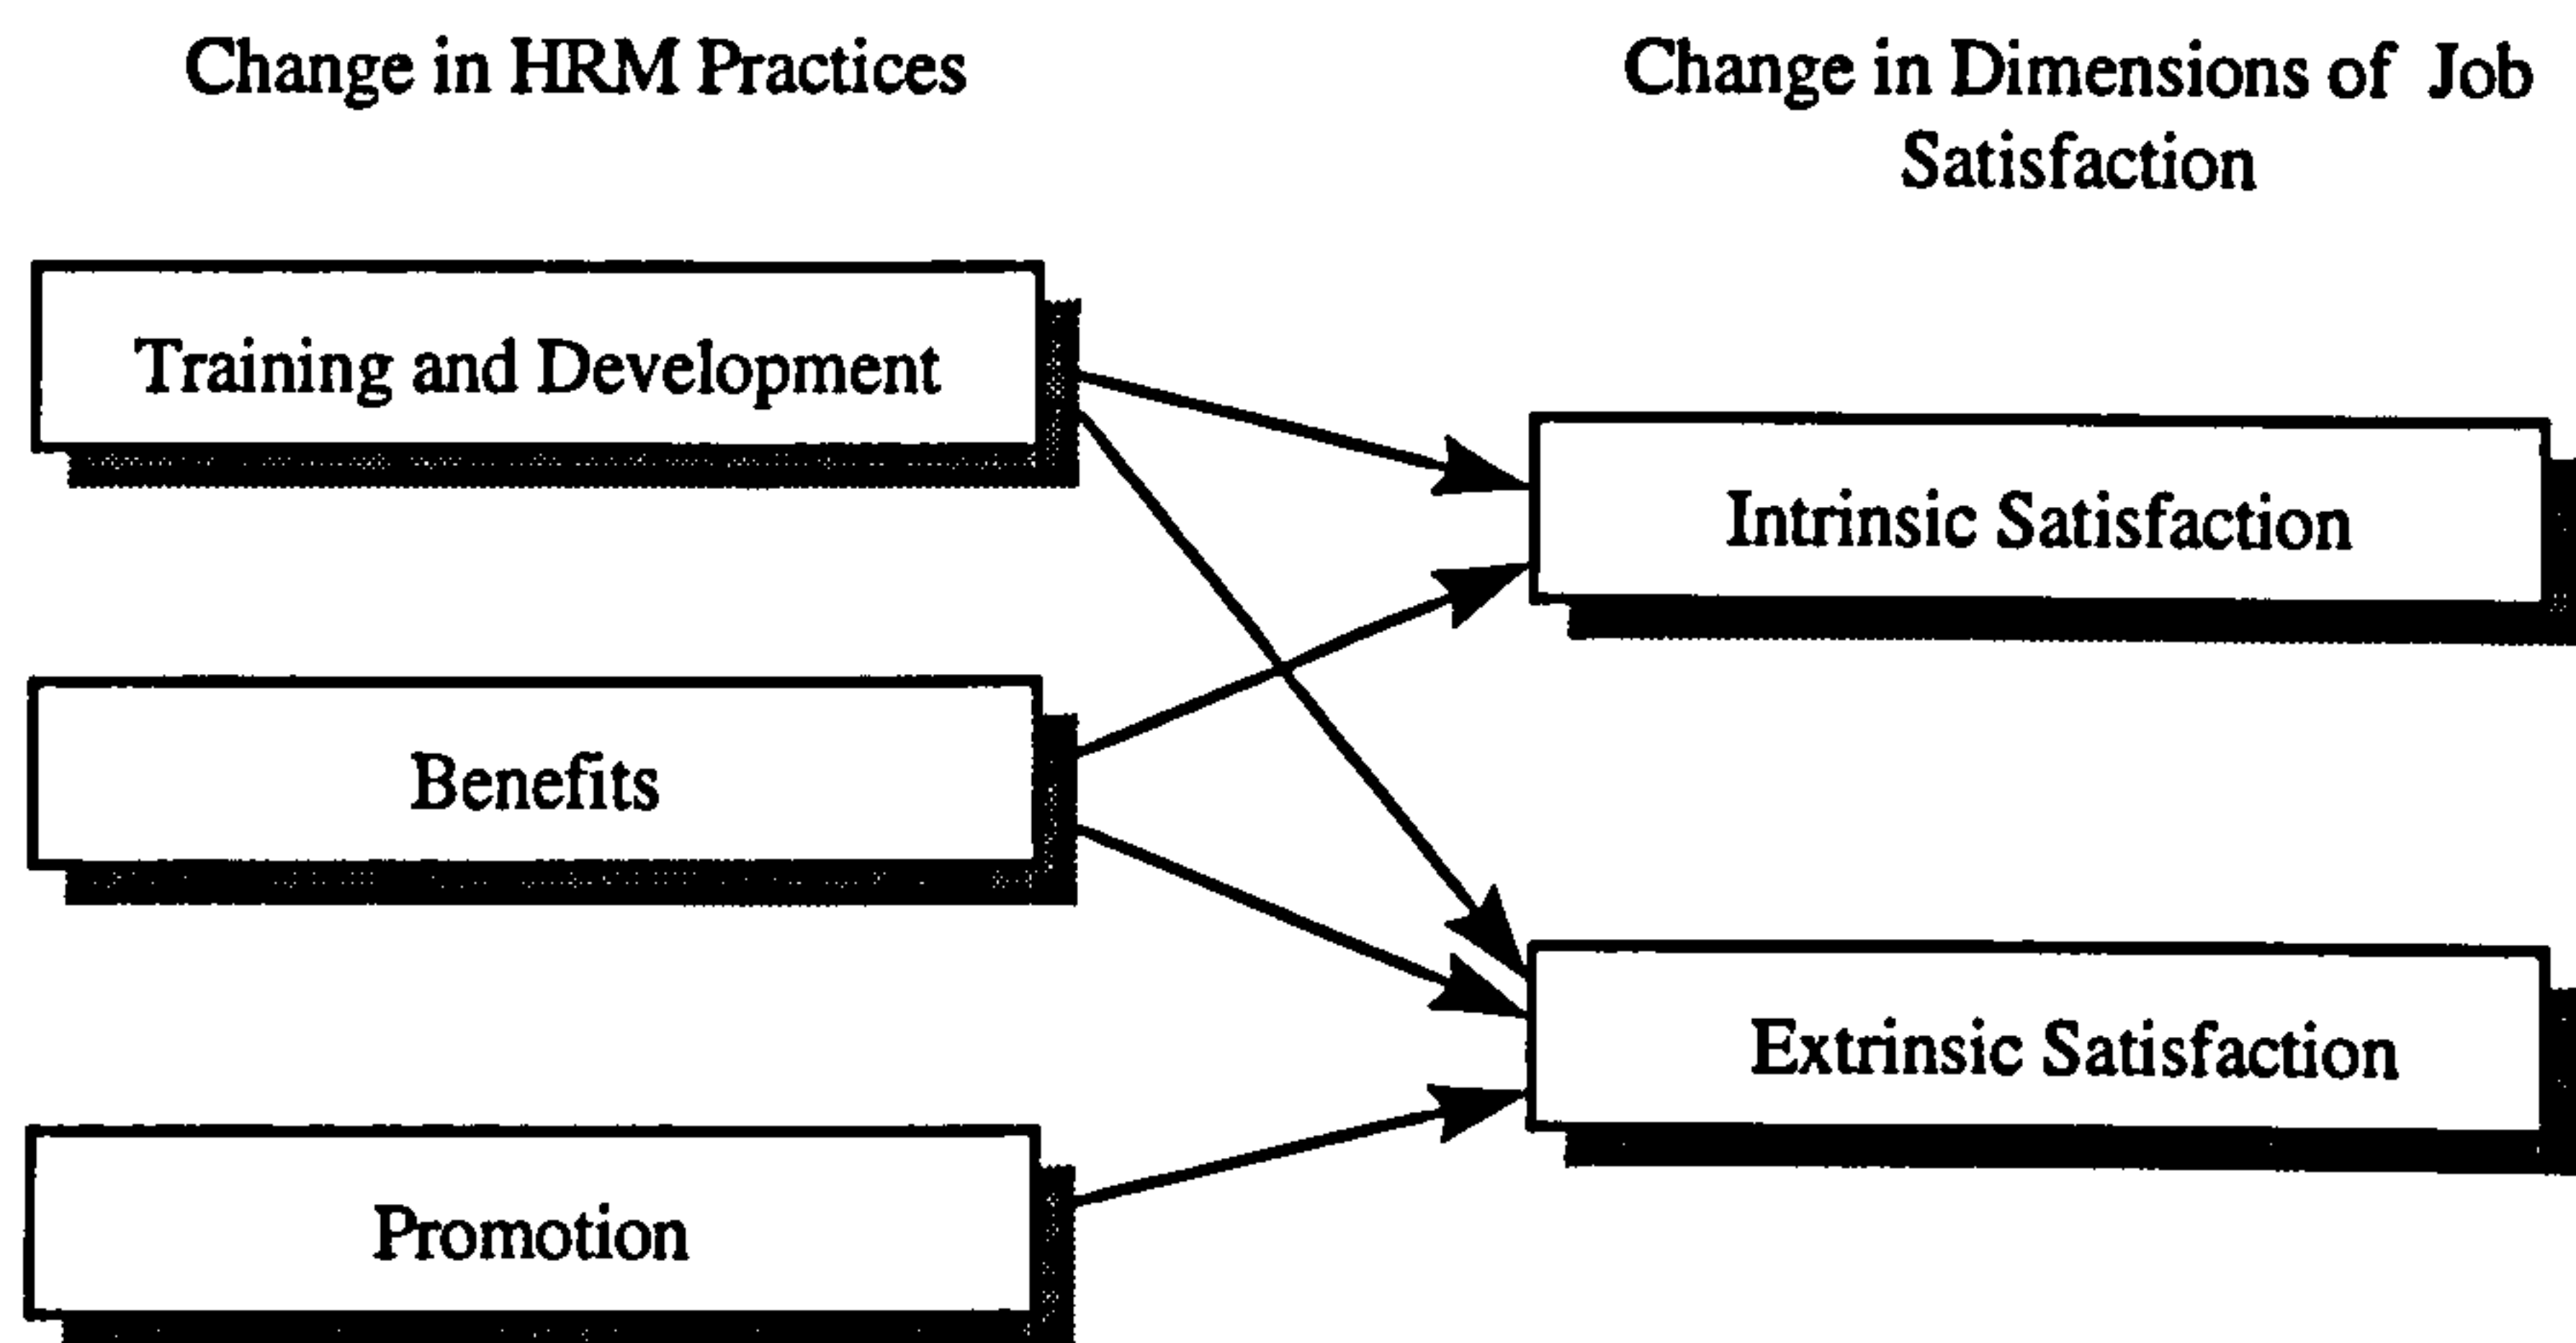 Change in HRM Practices
Change in Dimensions of Job
Satisfaction
Training and Development
Intrinsic Satisfaction
Benefits
Extrinsic Satisfaction
Promotion